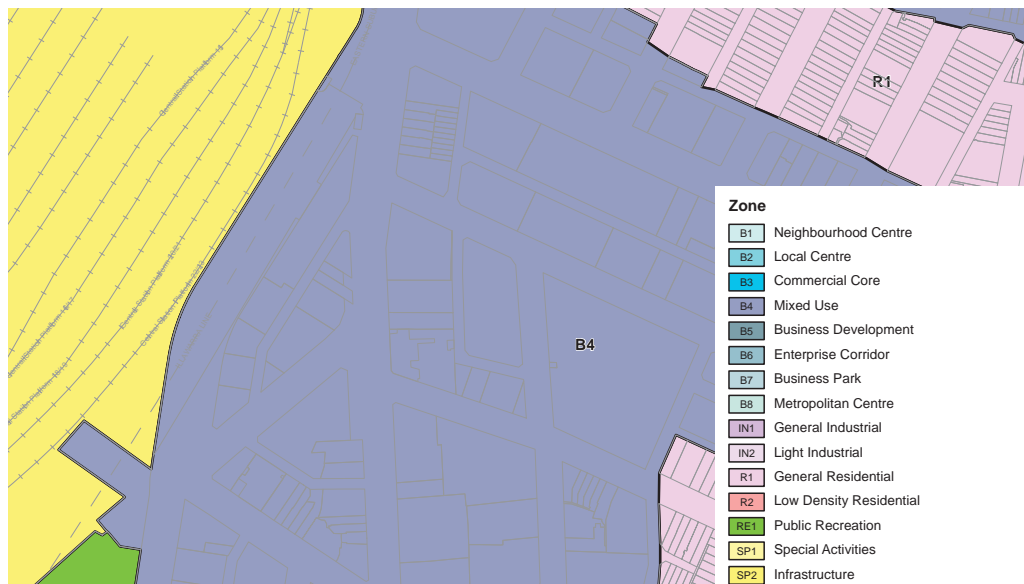 R1
B4
Zone
B1 Neighbourhood Centre
B2 Local Centre
B3 Commercial Core
B4 Mixed Use
B5 Business Development
B6 Enterprise Corridor
B7 Business Park
B8 Metropolitan Centre
IN1 General Industrial
IN2 Light Industrial
R1 General Residential
R2 Low Density Residential
RE1 Public Recreation
SP1 Special Activities
SP2 Infrastructure